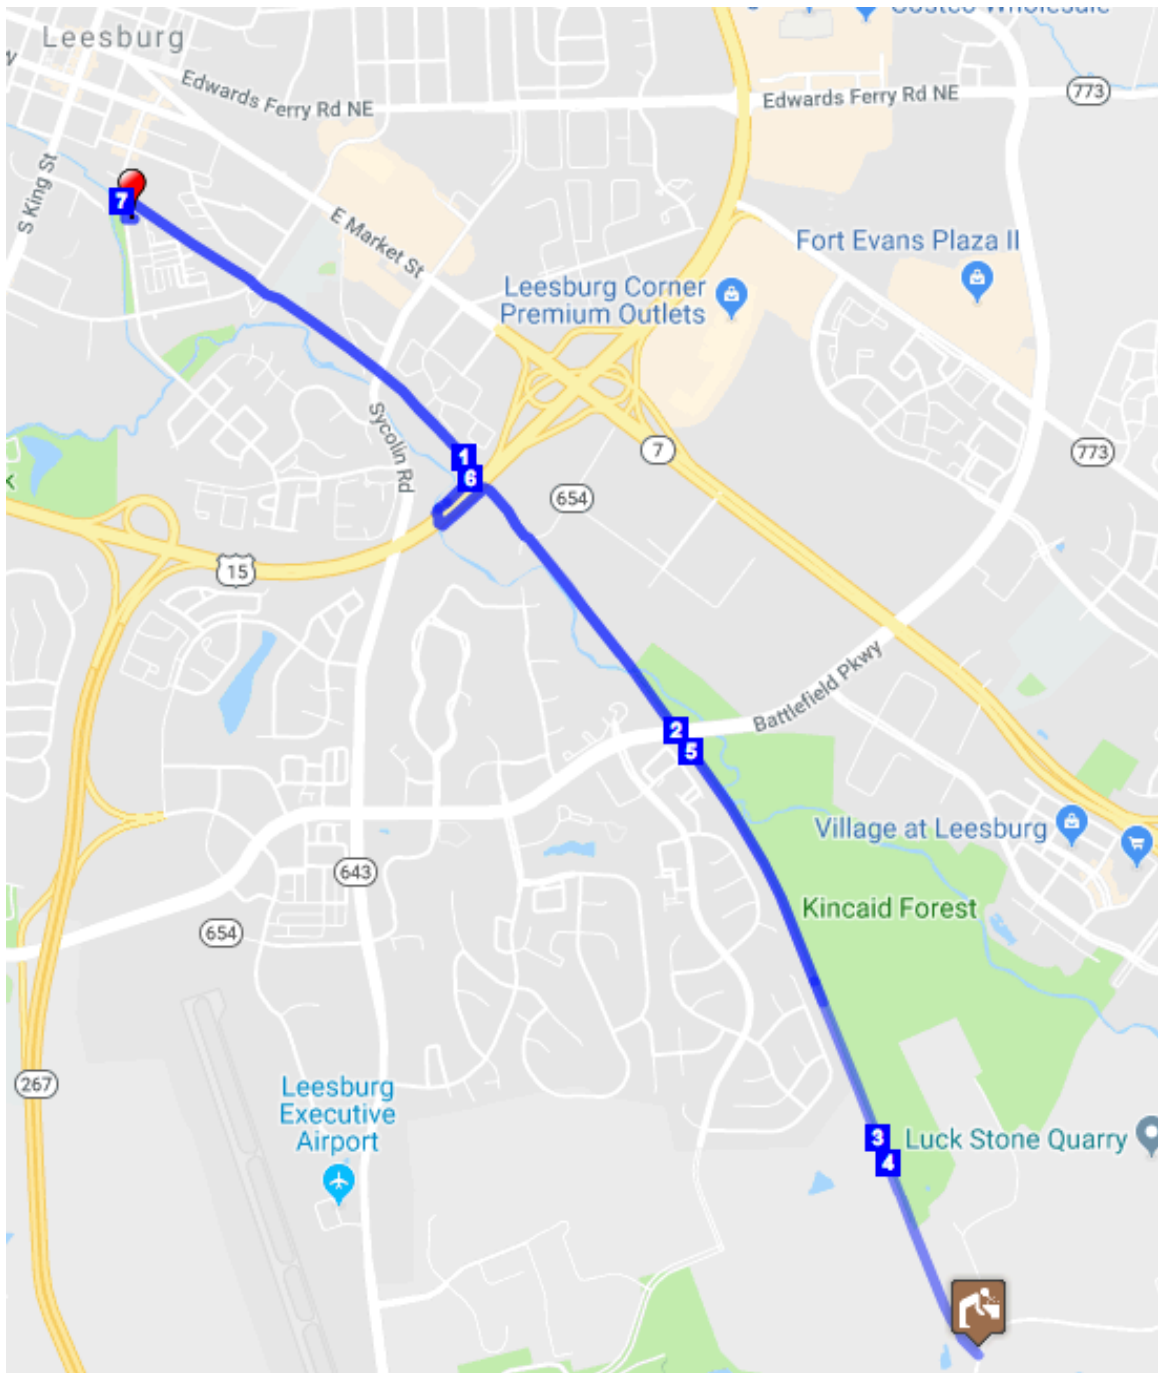 Costco Wholesale
Leesburg
W
Edwards Ferry Rd NE
Edwards Ferry Rd NE
773
S King St
7
E Market St
Fort Evans Plaza II
Leesburg Corner
Premium Outlets
Sycolin Rd
1
6
7
773
654
K
15
2
5
Battlefield Pkwy
Village at Leesburg
643
Kincaid Forest
654
267
Leesburg
Executive
Airport
3
4
Luck Stone Quarry